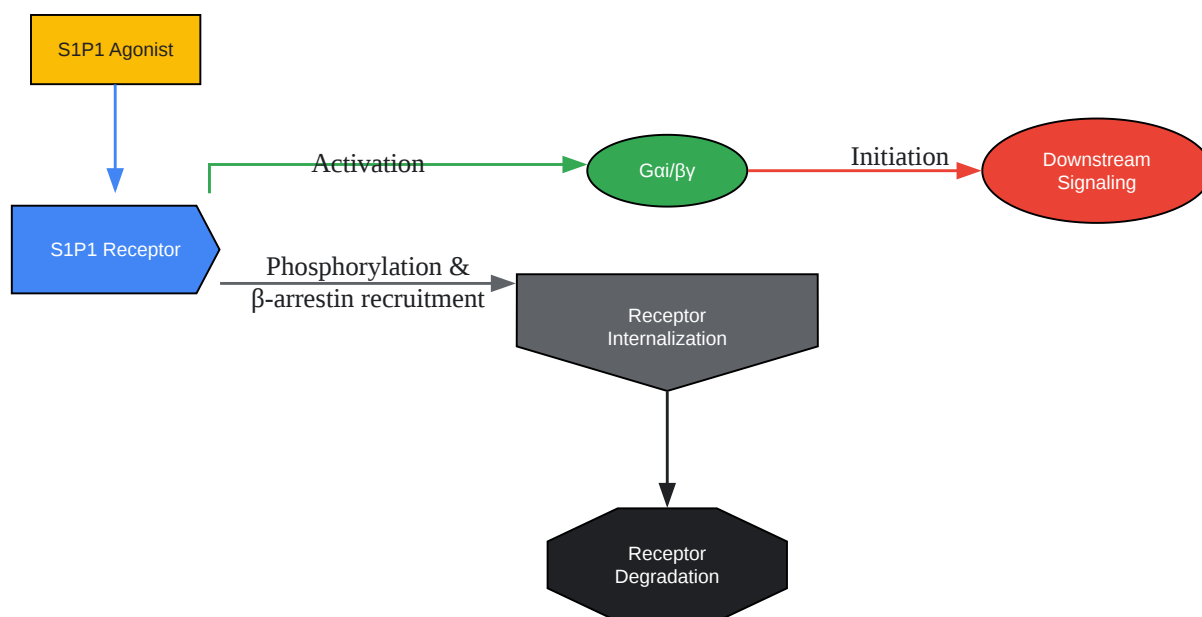 S1P1 Agonist
Activation
Gαi/βγ
Initiation
Downstream
Signaling
S1P1 Receptor
Phosphorylation &
β-arrestin recruitment
Receptor
Internalization
Receptor
Degradation